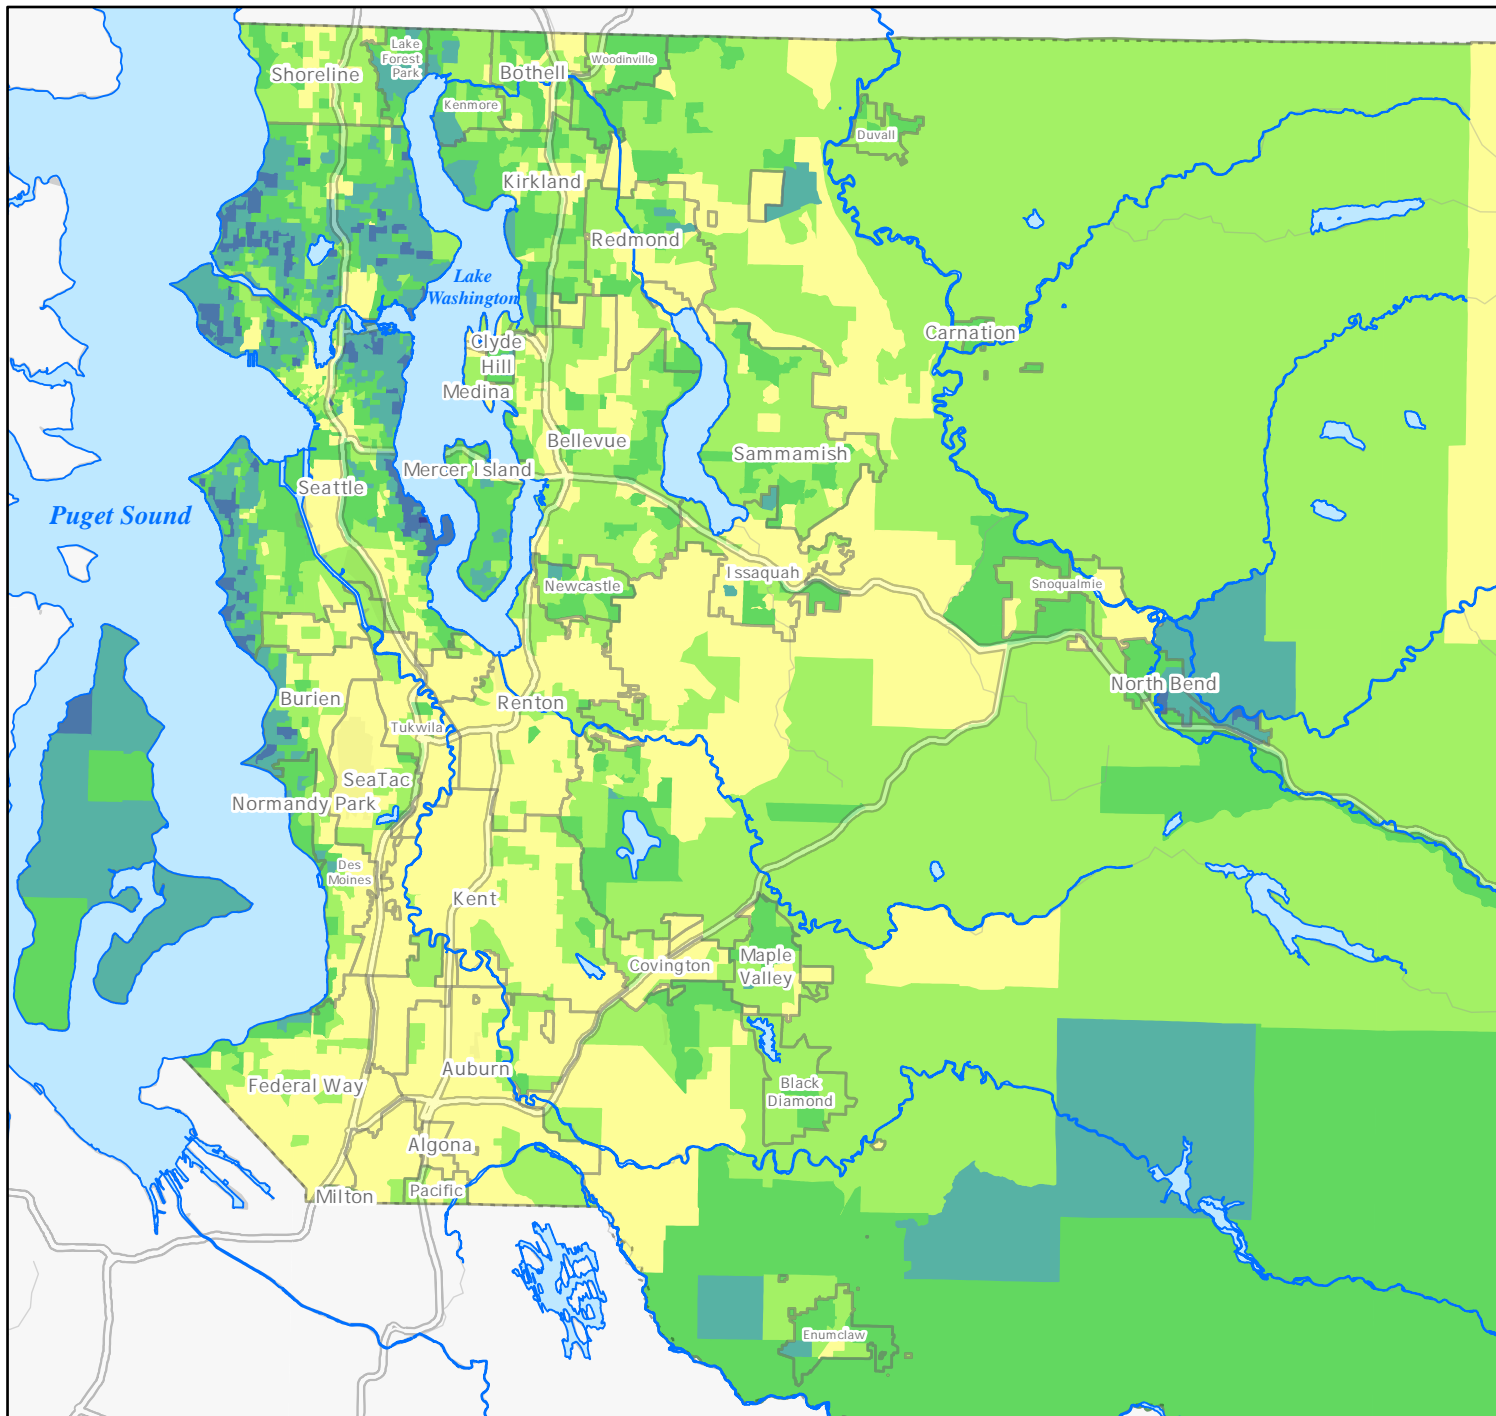 Lake
Forest
Park
Shoreline
Bothell
Woodinville
Kenmore
Duvall
Kirkland
Redmond
Lake
Washington
Carnation
Clyde
Hill
Medina
Bellevue
Sammamish
Mercer Island
Seattle
Puget Sound
Issaquah
Newcastle
Snoqualmie
North Bend
Burien
Renton
Tukwila
SeaTac
Normandy Park
Des
Moines
Kent
Covington
Maple
Valley
Auburn
Federal Way
Black
Diamond
Algona
Pacific
Milton
Enumclaw